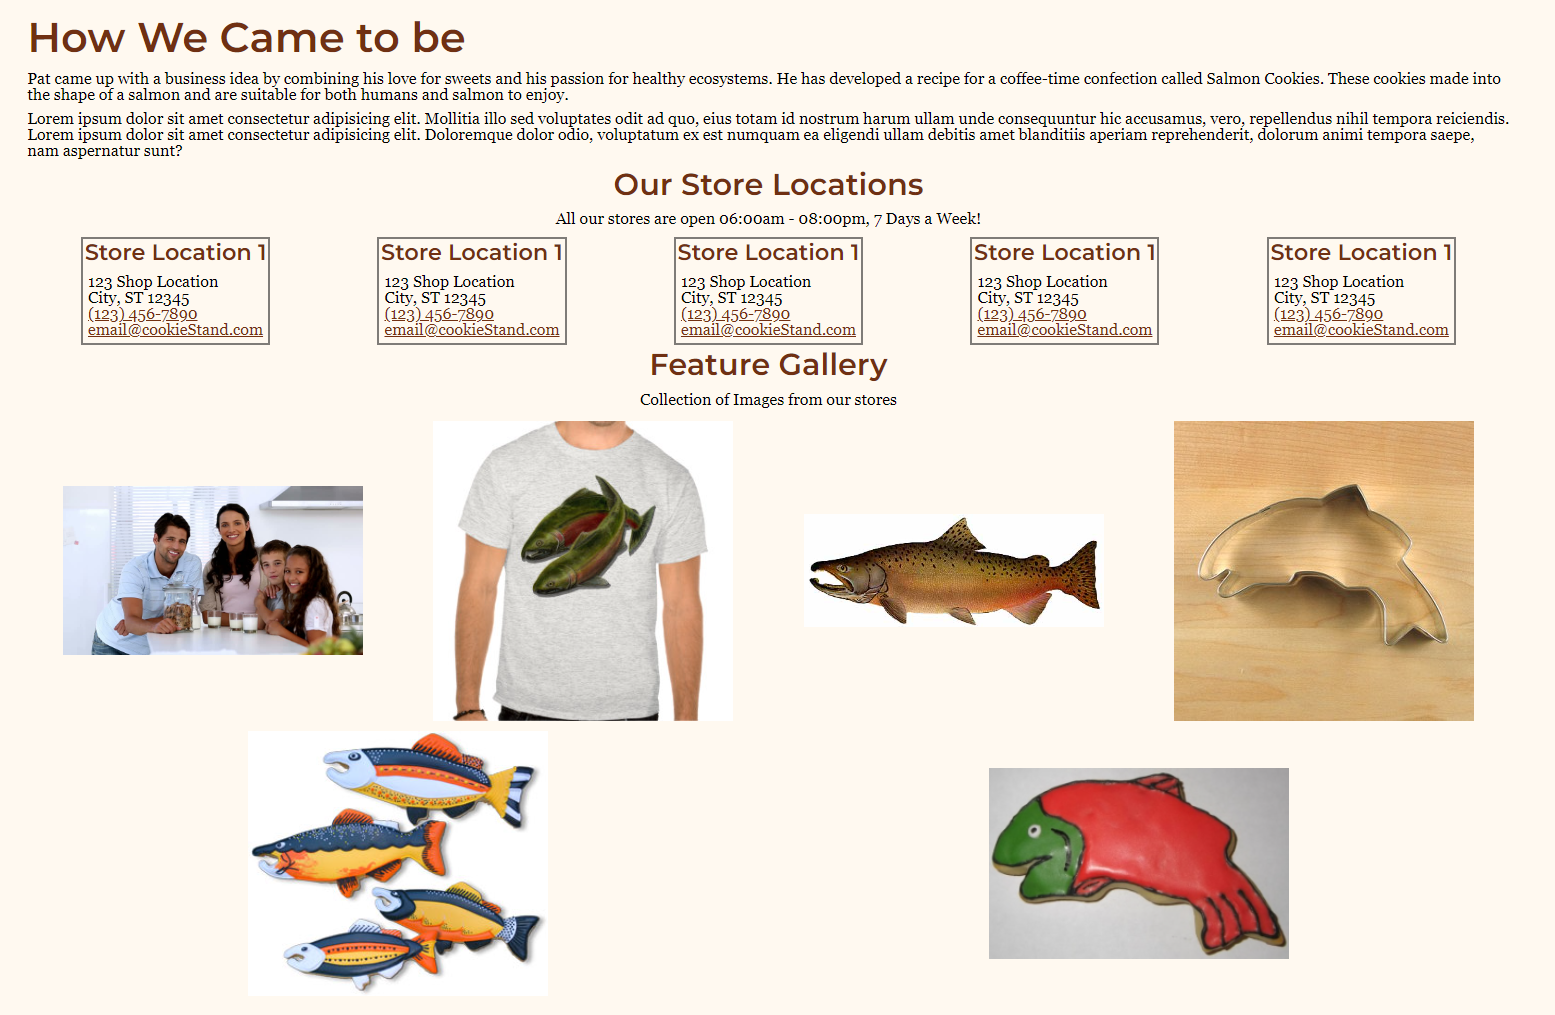 How We Came to be
Pat came up with a business idea by combining his love for sweets and his passion for healthy ecosystems. He has developed a recipe for a coffee-time confection called Salmon Cookies. These cookies made into
the shape of a salmon and are suitable for both humans and salmon to enjoy.
Lorem ipsum dolor sit amet consectetur adipisicing elit. Mollitia illo sed voluptates odit ad quo, eius totam id nostrum harum ullam unde consequuntur hic accusamus, vero, repellendus nihil tempora reiciendis.
Lorem ipsum dolor sit amet consectetur adipisicing elit. Doloremque dolor odio, voluptatum ex est numquam ea eligendi ullam debitis amet blanditiis aperiam reprehenderit, dolorum animi tempora saepe,
nam aspernatur sunt?
Our Store Locations
All our stores are open 06:00am - 08:00pm, 7 Days a Week!
Store Location 1
123 Shop Location
City, ST 12345
(123) 456-7890
email@cookieStand.com
Store Location 1
123 Shop Location
City, ST 12345
(123) 456-7890
email@cookieStand.com
Store Location 1
123 Shop Location
City, ST 12345
(123) 456-7890
email@cookieStand.com
Store Location 1
123 Shop Location
City, ST 12345
(123) 456-7890
email@cookieStand.com
Store Location 1
123 Shop Location
City, ST 12345
(123) 456-7890
email@cookieStand.com
Feature Gallery
Collection of Images from our stores